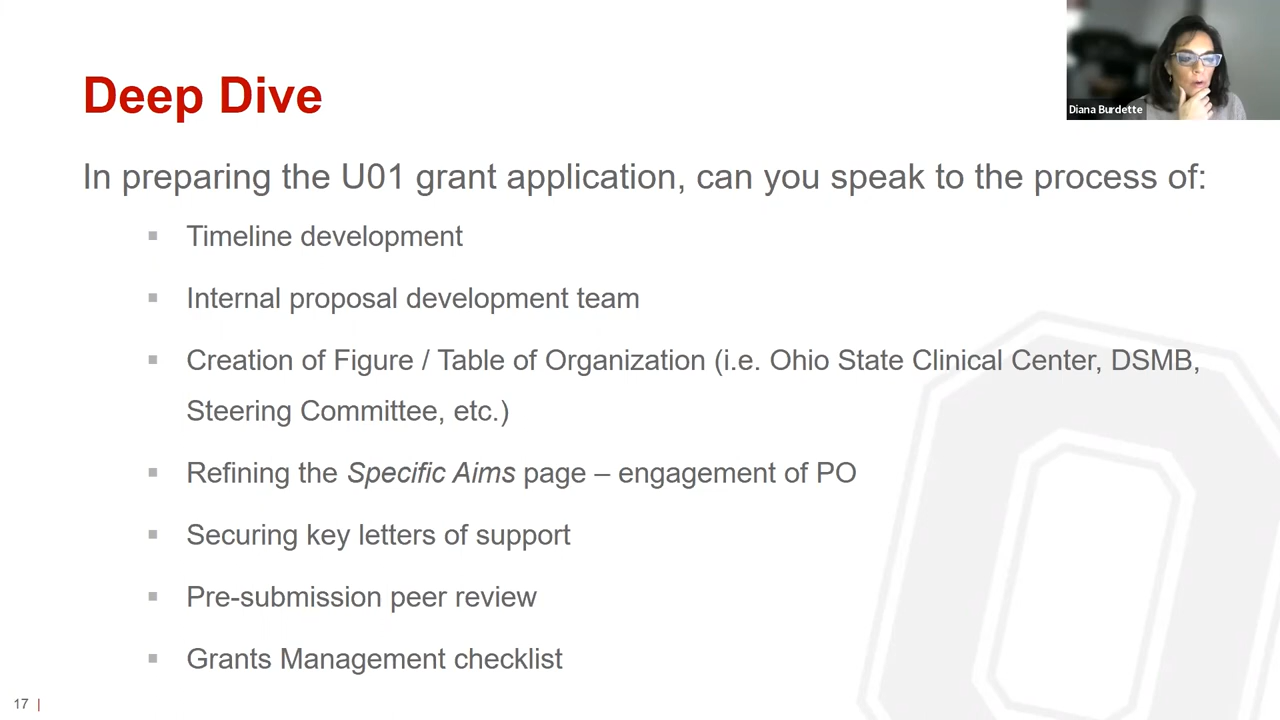 Deep Dive
Diana Burdette
In preparing the U01 grant application, can you speak to the process of:
▪ Timeline development
▪ Internal proposal development team
▪ Creation of Figure / Table of Organization (i.e. Ohio State Clinical Center, DSMB,
Steering Committee, etc.)
▪ Refining the Specific Aims page – engagement of PO
▪ Securing key letters of support
▪ Pre-submission peer review
▪ Grants Management checklist
17 |